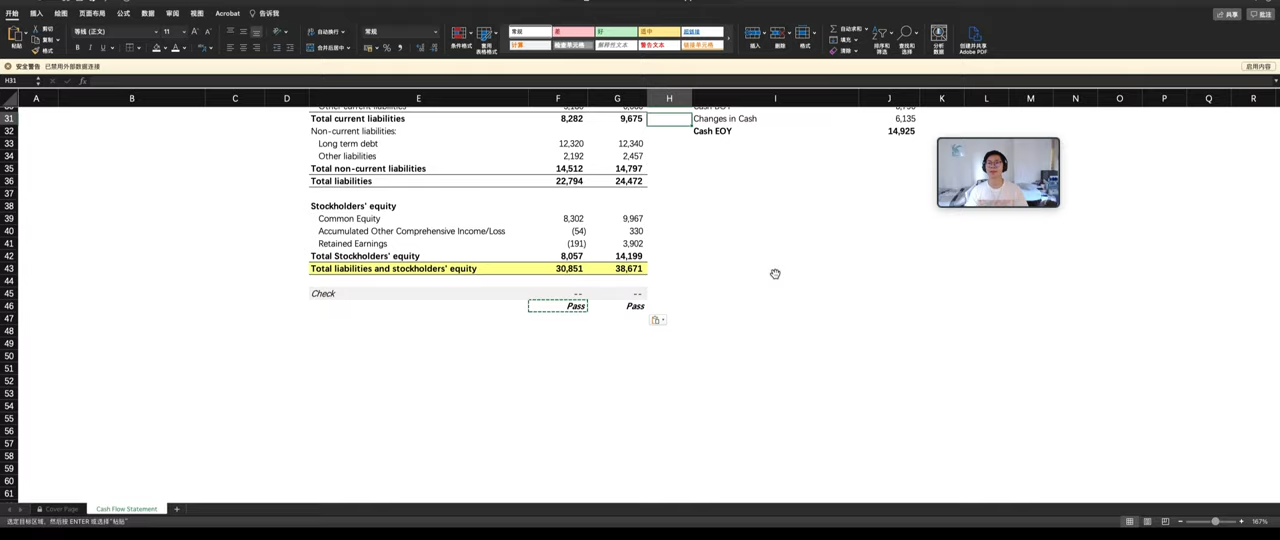 开始 插入 绘图 页面布局 公式 数据 审阅 视图 Acrobat 告诉我 共享 批注
粘贴 剪切 复制 格式
等线 (正文) 11 自动换行 合并后居中 常规
条件格式 套用表格格式
常规 差 好 适中 超链接
计算 检查单元格 解释性文本 警告文本 链接单元格
插入 删除 格式
自动求和 填充 清除
排序和筛选 查找和选择 分析数据 创建并共享 Adobe PDF
安全警告 已禁用外部数据连接 启用内容
H31 fx
A B C D E F G H I J K L M N O P Q R
31 Total current liabilities 8,282 9,675 Changes in Cash 6,135
32 Non-current liabilities: Cash EOY 14,925
33 Long term debt 12,320 12,340
34 Other liabilities 2,192 2,457
35 Total non-current liabilities 14,512 14,797
36 Total liabilities 22,794 24,472
37
38 Stockholders' equity
39 Common Equity 8,302 9,967
40 Accumulated Other Comprehensive Income/Loss (54) 330
41 Retained Earnings (191) 3,902
42 Total Stockholders' equity 8,057 14,199
43 Total liabilities and stockholders' equity 30,851 38,671
44
45 Check -- --
46 Pass Pass
47
48
49
50
51
52
53
54
55
56
57
58
59
60
61
Cover Page Cash Flow Statement +
选定目标区域，然后按 ENTER 或选择"粘贴" 167%